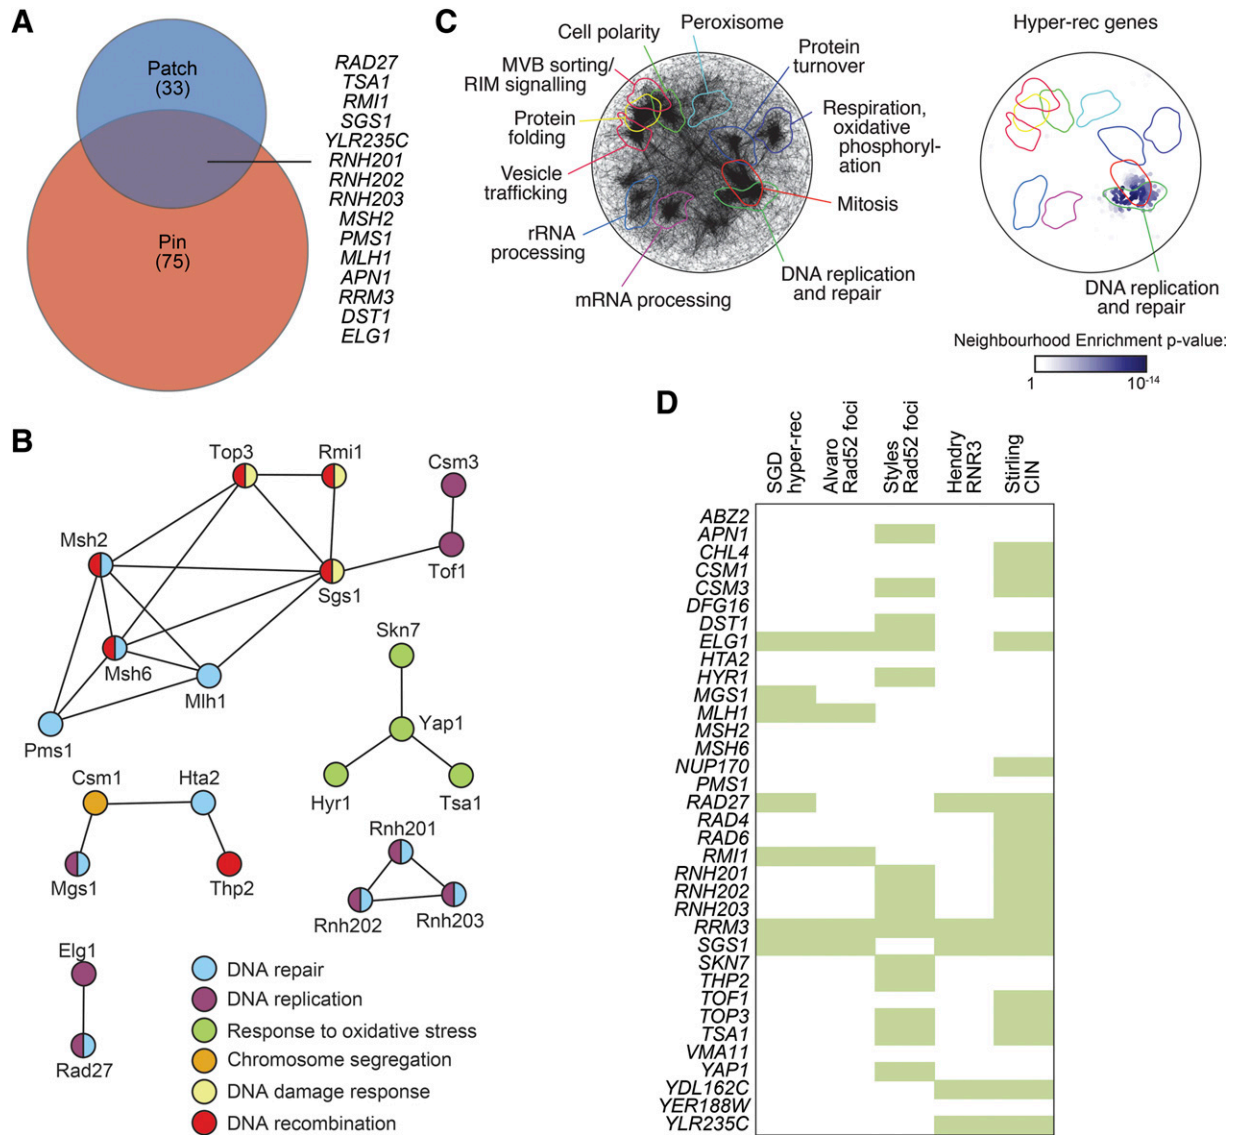 A
Patch
(33)
Pin
(75)
RAD27
TSA1
RMI1
SGS1
YLR235C
RNH201
RNH202
RNH203
MSH2
PMS1
MLH1
APN1
RRM3
DST1
ELG1
C
Cell polarity
Peroxisome
MVB sorting/
RIM signalling
Protein
turnover
Protein
folding
Respiration,
oxidative
phosphoryl-
ation
Vesicle
trafficking
Mitosis
rRNA
processing
mRNA processing
DNA replication
and repair
Hyper-rec genes
DNA replication
and repair
Neighbourhood Enrichment p-value:
1
10-14
B
Top3
Rmi1
Csm3
Msh2
Tof1
Sgs1
Msh6
Mlh1
Pms1
Skn7
Yap1
Hyr1
Tsa1
Csm1
Hta2
Mgs1
Thp2
Rnh201
Rnh202
Rnh203
Elg1
Rad27
DNA repair
DNA replication
Response to oxidative stress
Chromosome segregation
DNA damage response
DNA recombination
D
SGD
hyper-rec
Alvaro
Rad52 foci
Styles
Rad52 foci
Hendry
RNR3
Stirling
CIN
ABZ2
APN1
CHL4
CSM1
CSM3
DFG16
DST1
ELG1
HTA2
HYR1
MGS1
MLH1
MSH2
MSH6
NUP170
PMS1
RAD27
RAD4
RAD6
RMI1
RNH201
RNH202
RNH203
RRM3
SGS1
SKN7
THP2
TOF1
TOP3
TSA1
VMA11
YAP1
YDL162C
YER188W
YLR235C